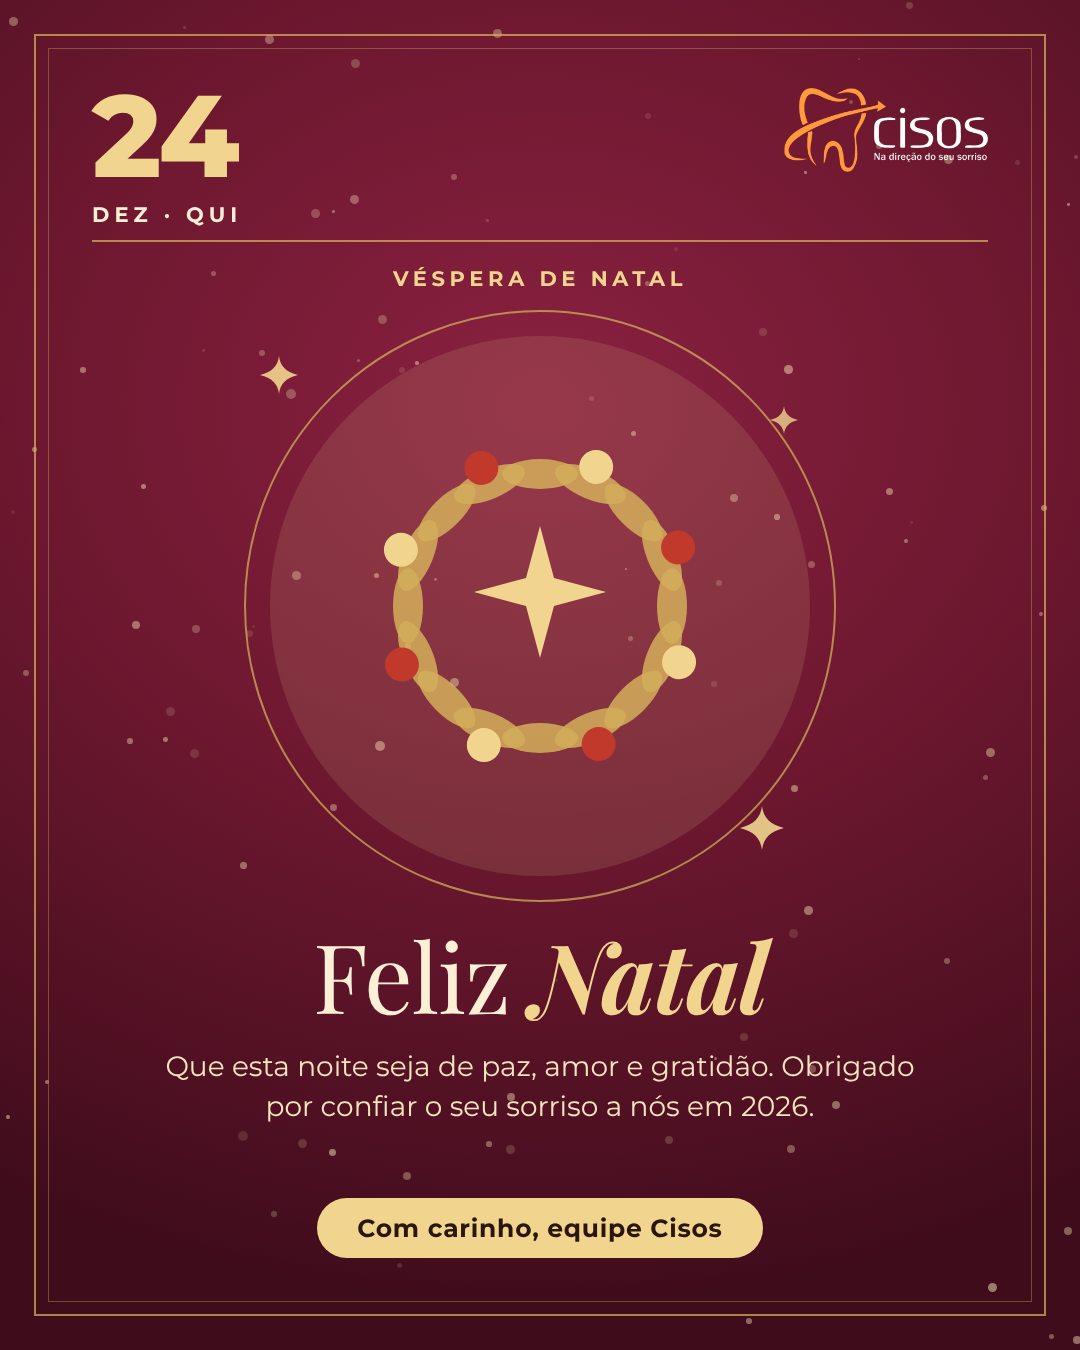 24
DEZ · QUI
cisos
Na direção do seu sorriso
VÉSPERA DE NATAL
Feliz Natal
Que esta noite seja de paz, amor e gratidão. Obrigado
por confiar o seu sorriso a nós em 2026.
Com carinho, equipe Cisos